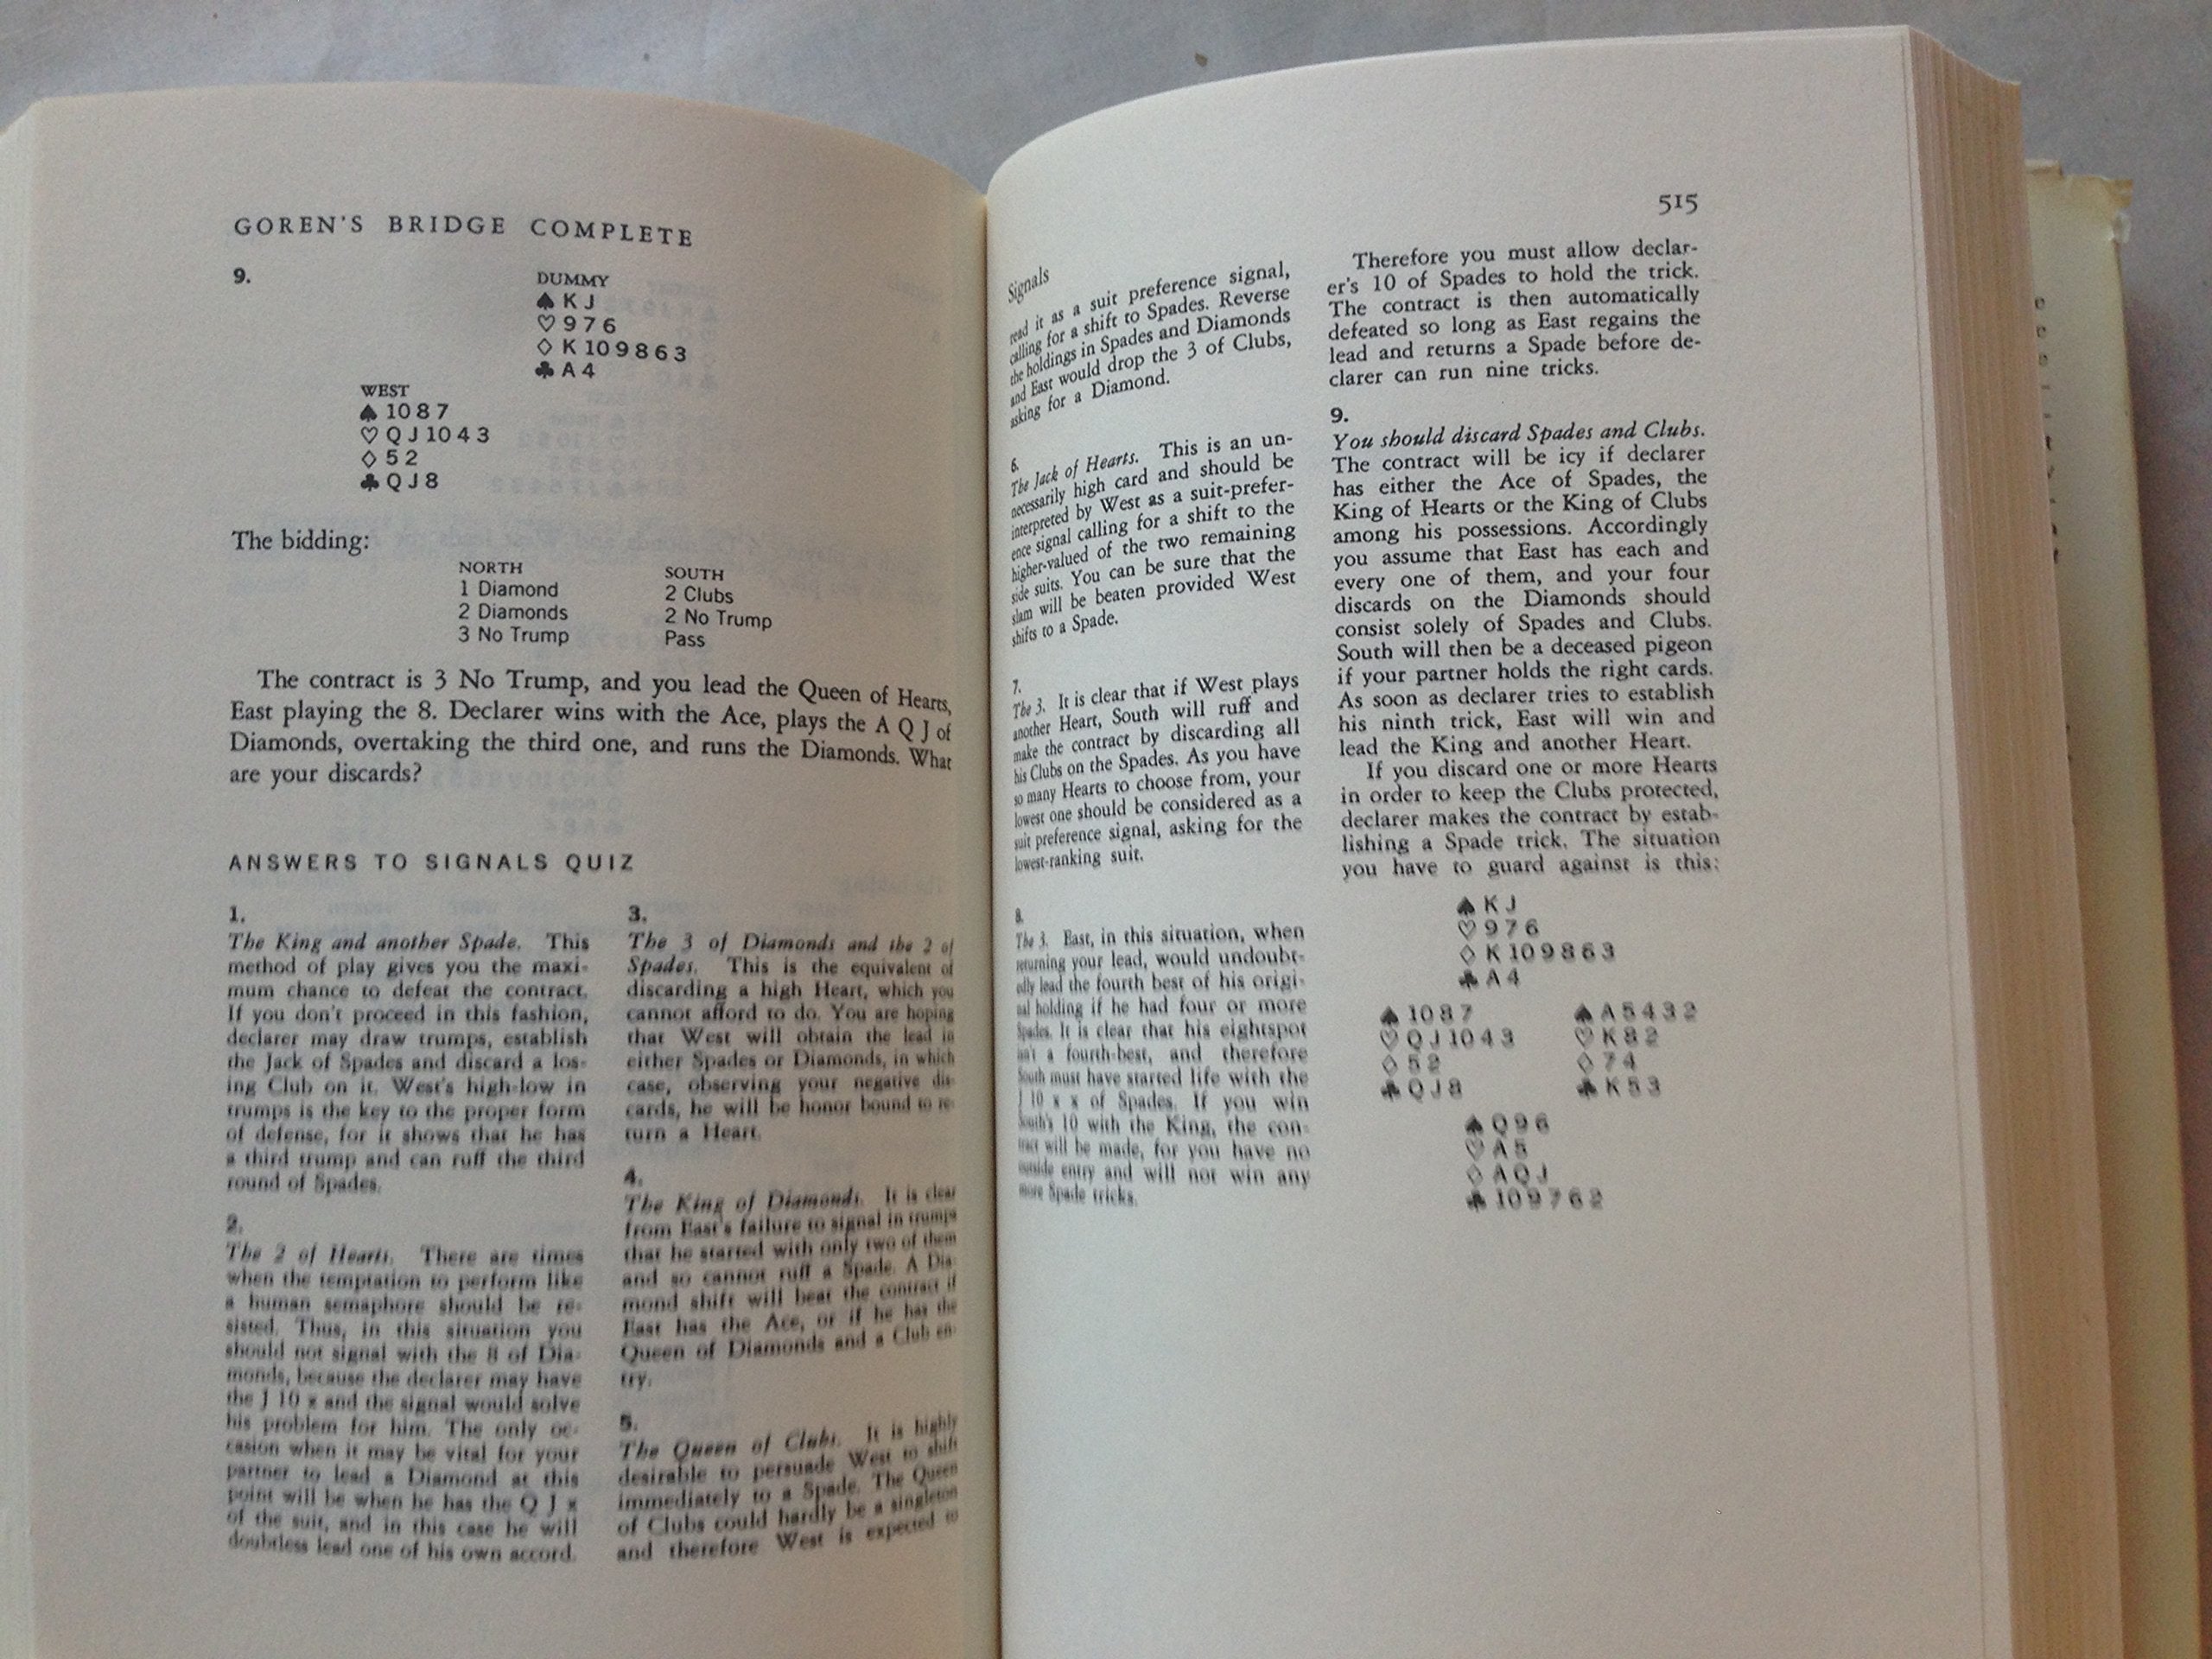 GOREN'S BRIDGE COMPLETE
9.
DUMMY
♠ K J
♡ 9 7 6
♢ K 10 9 8 6 3
♣ A 4
WEST
♠ 10 8 7
♡ Q J 10 4 3
♢ 5 2
♣ Q J 8
The bidding:
NORTH SOUTH
1 Diamond 2 Clubs
2 Diamonds 2 No Trump
3 No Trump Pass
The contract is 3 No Trump, and you lead the Queen of Hearts,
East playing the 8. Declarer wins with the Ace, plays the A Q J of
Diamonds, overtaking the third one, and runs the Diamonds. What
are your discards?
ANSWERS TO SIGNALS QUIZ
1.
The King and another Spade. This
method of play gives you the maxi-
mum chance to defeat the contract.
If you don't proceed in this fashion,
declarer may draw trumps, establish
the Jack of Spades and discard a los-
ing Club on it. West's high-low in
trumps is the key to the proper form
of defense, for it shows that he has
a third trump and can ruff the third
round of Spades.
2.
The 2 of Hearts. There are times
when the temptation to perform like
a human semaphore should be re-
sisted. Thus, in this situation you
should not signal with the 8 of Dia-
monds, because the declarer may have
the J 10 x and the signal would solve
his problem for him. The only oc-
casion when it may be vital for your
partner to lead a Diamond at this
point will be when he has the Q J x
of the suit, and in this case he will
doubtless lead one of his own accord.
3.
The 3 of Diamonds and the 2 of
Spades. This is the equivalent of
discarding a high Heart, which you
cannot afford to do. You are hoping
that West will obtain the lead in
either Spades or Diamonds, in which
case, observing your negative dis-
cards, he will be honor bound to re-
turn a Heart.
4.
The King of Diamonds. It is clear
from East's failure to signal in trumps
that he started with only two of them
and so cannot ruff a Spade. A Dia-
mond shift will beat the contract if
East has the Ace, or if he has the
Queen of Diamonds and a Club en-
try.
5.
The Queen of Clubs. It is highly
desirable to persuade West to shift
immediately to a Spade. The Queen
of Clubs could hardly be a singleton
and therefore West is expected to
Signals
515
read it as a suit preference signal,
calling for a shift to Spades. Reverse
the holdings in Spades and Diamonds
and East would drop the 3 of Clubs,
asking for a Diamond.
6.
The Jack of Hearts. This is an un-
necessarily high card and should be
interpreted by West as a suit-prefer-
ence signal calling for a shift to the
higher-valued of the two remaining
side suits. You can be sure that the
slam will be beaten provided West
shifts to a Spade.
7.
The 3. It is clear that if West plays
another Heart, South will ruff and
make the contract by discarding all
his Clubs on the Spades. As you have
so many Hearts to choose from, your
lowest one should be considered as a
suit preference signal, asking for the
lowest-ranking suit.
8.
The 3. East, in this situation, when
returning your lead, would undoubt-
edly lead the fourth best of his origi-
nal holding if he had four or more
Spades. It is clear that his eightspot
isn't a fourth-best, and therefore
South must have started life with the
J 10 x x of Spades. If you win
South's 10 with the King, the con-
tract will be made, for you have no
outside entry and will not win any
more Spade tricks.
Therefore you must allow declar-
er's 10 of Spades to hold the trick.
The contract is then automatically
defeated so long as East regains the
lead and returns a Spade before de-
clarer can run nine tricks.
9.
You should discard Spades and Clubs.
The contract will be icy if declarer
has either the Ace of Spades, the
King of Hearts or the King of Clubs
among his possessions. Accordingly
you assume that East has each and
every one of them, and your four
discards on the Diamonds should
consist solely of Spades and Clubs.
South will then be a deceased pigeon
if your partner holds the right cards.
As soon as declarer tries to establish
his ninth trick, East will win and
lead the King and another Heart.
If you discard one or more Hearts
in order to keep the Clubs protected,
declarer makes the contract by estab-
lishing a Spade trick. The situation
you have to guard against is this:
♠ K J
♡ 9 7 6
♢ K 10 9 8 6 3
♣ A 4
♠ 10 8 7 ♠ A 5 4 3 2
♡ Q J 10 4 3 ♡ K 8 2
♢ 5 2 ♢ 7 4
♣ Q J 8 ♣ K 5 3
♠ Q 9 6
♡ A 5
♢ A Q J
♣ 10 9 7 6 2